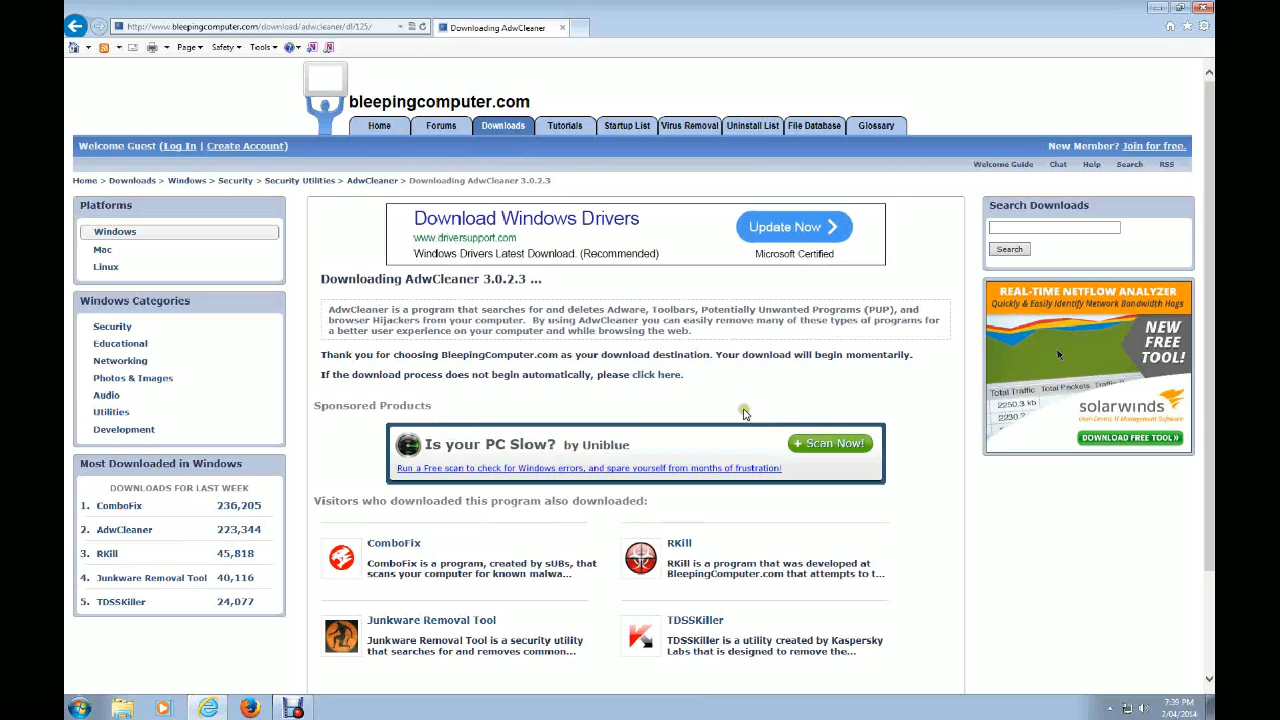 http://www.bleepingcomputer.com/download/adwcleaner/dl/125/
Downloading AdwCleaner
Page
Safety
Tools
bleepingcomputer.com
Home
Forums
Downloads
Tutorials
Startup List
Virus Removal
Uninstall List
File Database
Glossary
Welcome Guest (Log In | Create Account)
New Member? Join for free.
Welcome Guide
Chat
Help
Search
RSS
Home > Downloads > Windows > Security > Security Utilities > AdwCleaner > Downloading AdwCleaner 3.0.2.3
Platforms
Windows
Mac
Linux
Windows Categories
Security
Educational
Networking
Photos & Images
Audio
Utilities
Development
Most Downloaded in Windows
DOWNLOADS FOR LAST WEEK
1. ComboFix 236,205
2. AdwCleaner 223,344
3. RKill 45,818
4. Junkware Removal Tool 40,116
5. TDSSKiller 24,077
Download Windows Drivers
www.driversupport.com
Windows Drivers Latest Download. (Recommended)
Update Now
Microsoft Certified
Downloading AdwCleaner 3.0.2.3 ...
AdwCleaner is a program that searches for and deletes Adware, Toolbars, Potentially Unwanted Programs (PUP), and
browser Hijackers from your computer. By using AdwCleaner you can easily remove many of these types of programs for
a better user experience on your computer and while browsing the web.
Thank you for choosing BleepingComputer.com as your download destination. Your download will begin momentarily.
If the download process does not begin automatically, please click here.
Sponsored Products
Is your PC Slow? by Uniblue
+ Scan Now!
Run a Free scan to check for Windows errors, and spare yourself from months of frustration!
Visitors who downloaded this program also downloaded:
ComboFix
ComboFix is a program, created by sUBs, that
scans your computer for known malwa...
RKill
RKill is a program that was developed at
BleepingComputer.com that attempts to t...
Junkware Removal Tool
Junkware Removal Tool is a security utility
that searches for and removes common...
TDSSKiller
TDSSKiller is a utility created by Kaspersky
Labs that is designed to remove the...
Search Downloads
Search
REAL-TIME NETFLOW ANALYZER
Quickly & Easily Identify Network Bandwidth Hogs
NEW
FREE
TOOL!
Total Traffic
Total Packets
2250.3 kb
solarwinds
DOWNLOAD FREE TOOL »
7:39 PM
2/04/2014